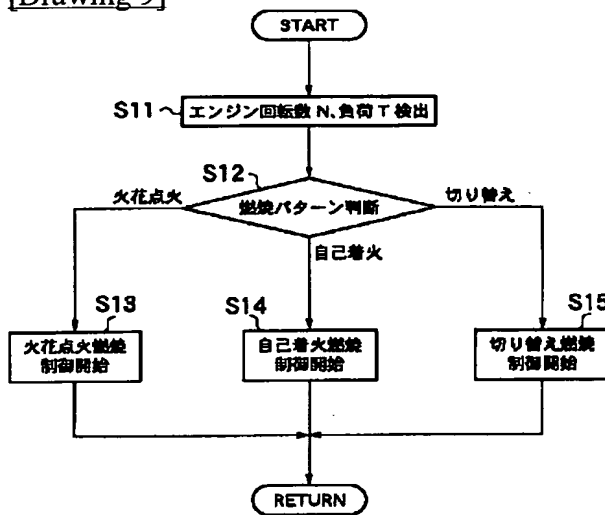 [Drawing 9]
START
S11
エンジン回転数 N、負荷 T 検出
S12
燃焼パターン判断
火花点火
切り替え
自己着火
S13
火花点火燃焼
制御開始
S14
自己着火燃焼
制御開始
S15
切り替え燃焼
制御開始
RETURN